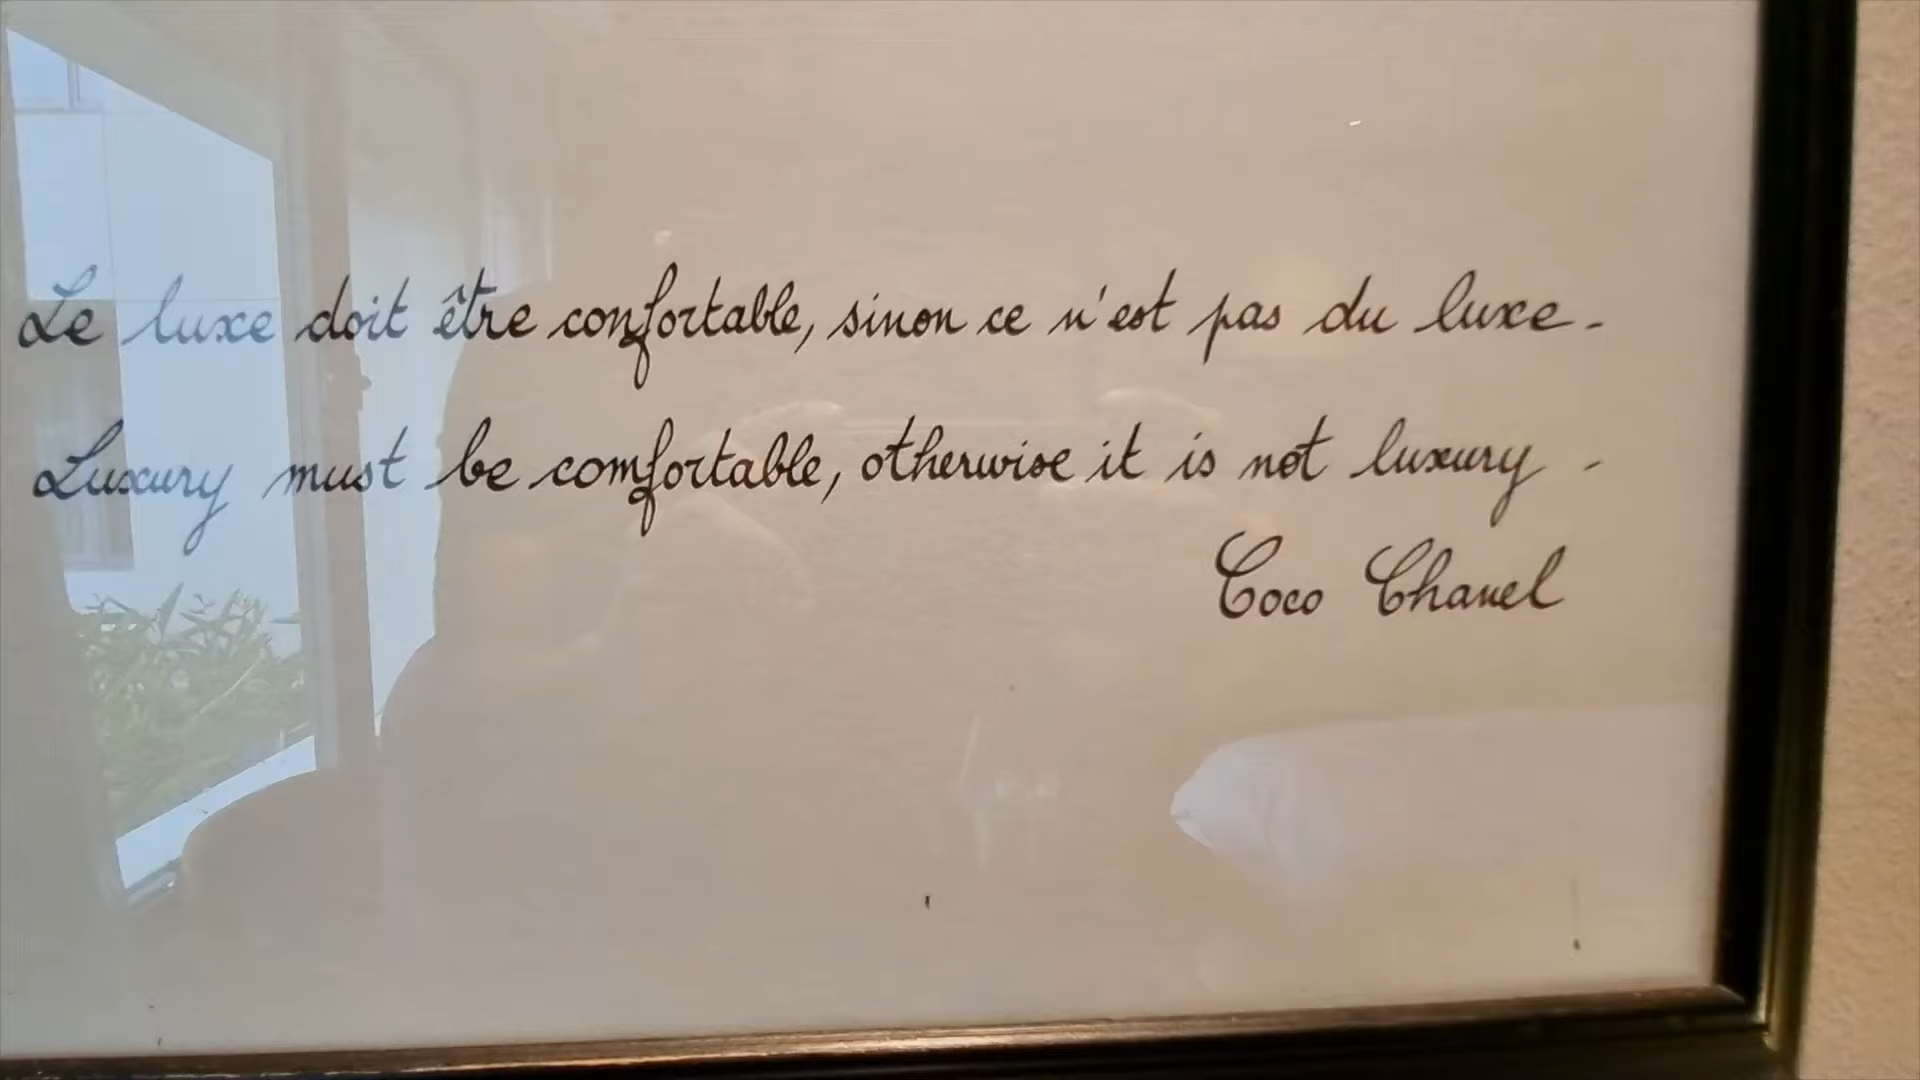 Le luxe doit être confortable, sinon ce n'est pas du luxe.
Luxury must be comfortable, otherwise it is not luxury.
Coco Chanel